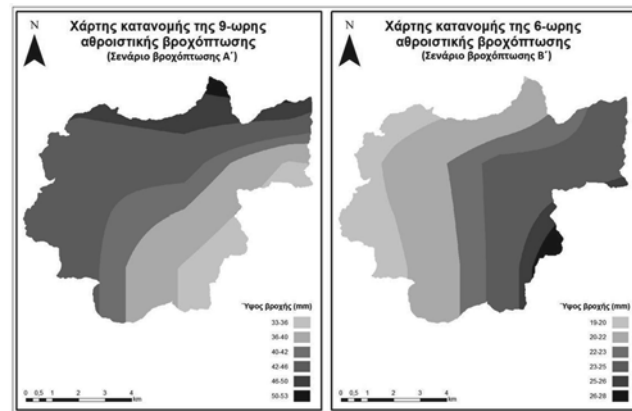 N
Χάρτης κατανομής της 9-ωρης
αθροιστικής βροχόπτωσης
(Σενάριο βροχόπτωσης Α΄)
Ύψος βροχής (mm)
33-36
36-40
40-42
42-46
46-50
50-53
0 0,5 1 2 3 4
km
N
Χάρτης κατανομής της 6-ωρης
αθροιστικής βροχόπτωσης
(Σενάριο βροχόπτωσης Β΄)
Ύψος βροχής (mm)
19-20
20-22
22-23
23-25
25-26
26-28
0 0,5 1 2 3 4
km